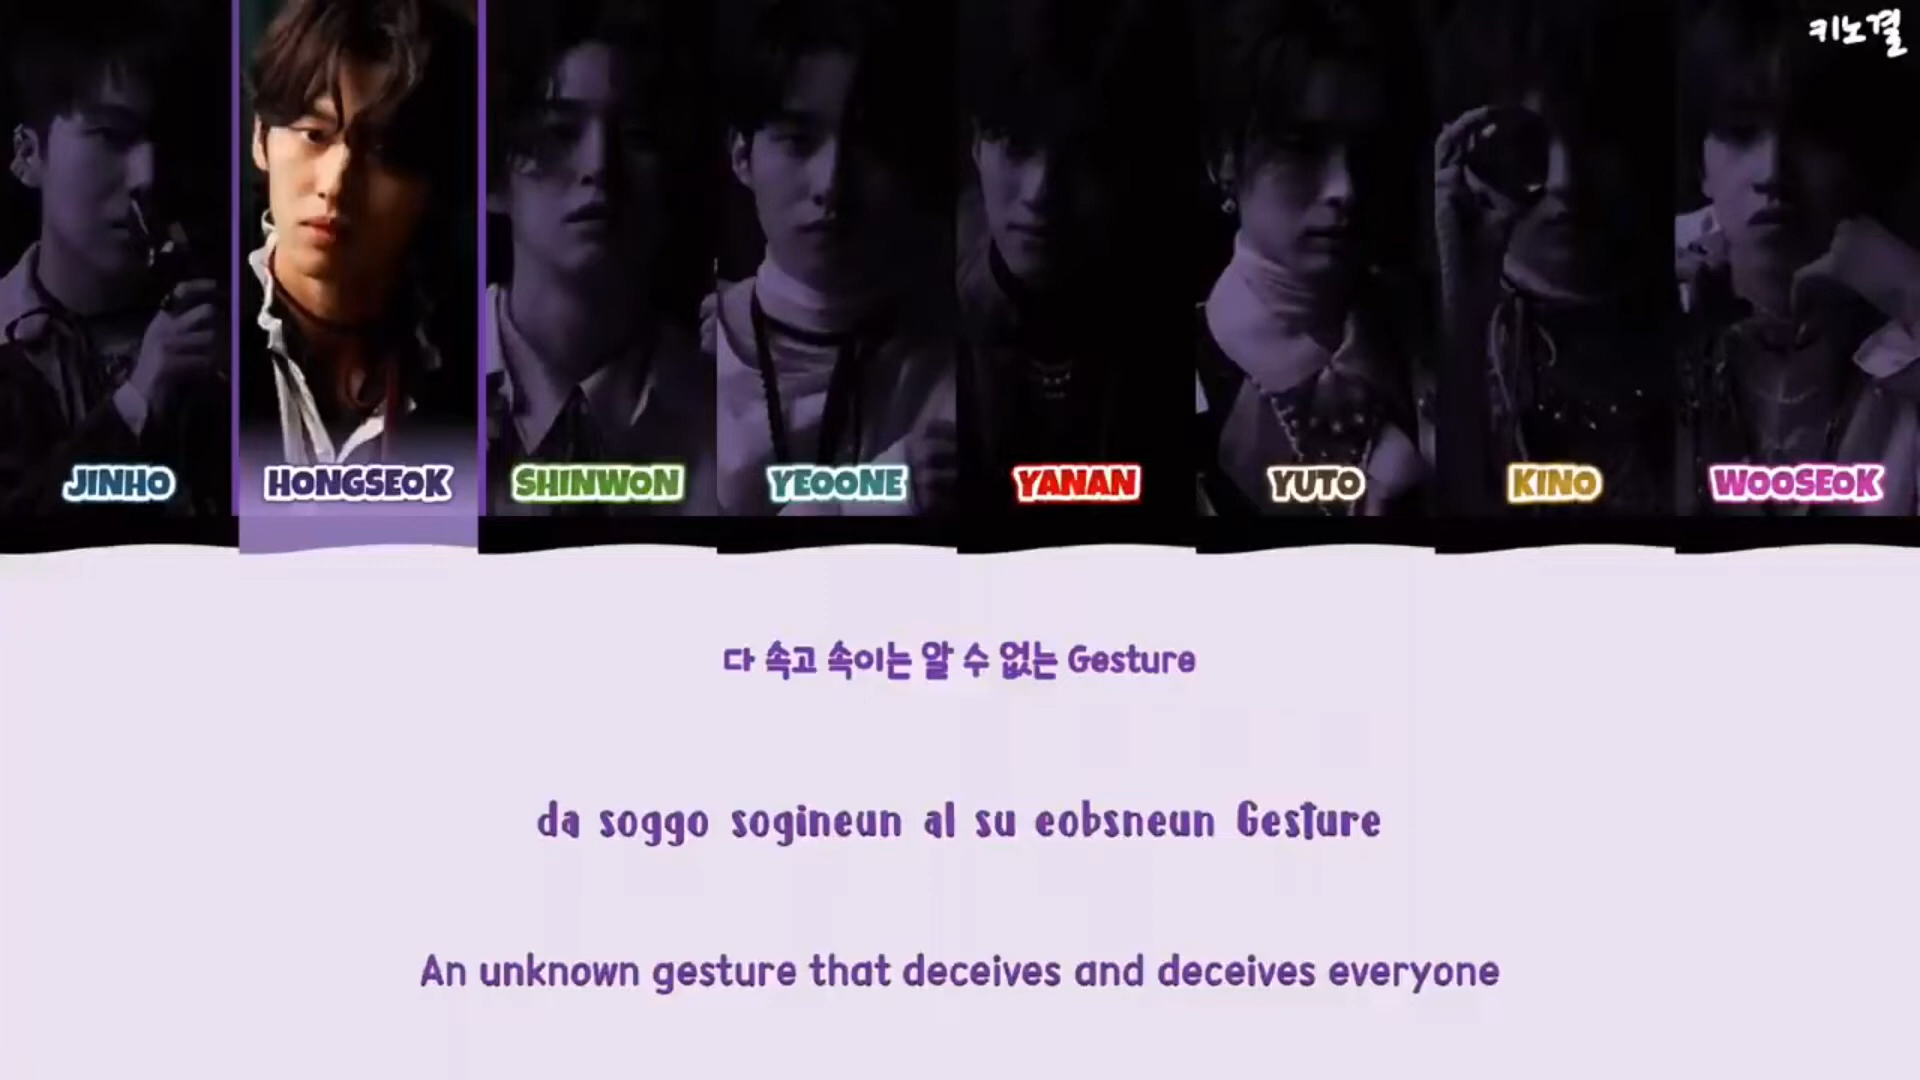 키노결
JINHO
HONGSEOK
SHINWON
YEOONE
YANAN
YUTO
KINO
WOOSEOK
다 속고 속이는 알 수 없는 Gesture
da soggo sogineun al su eobsneun Gesture
An unknown gesture that deceives and deceives everyone